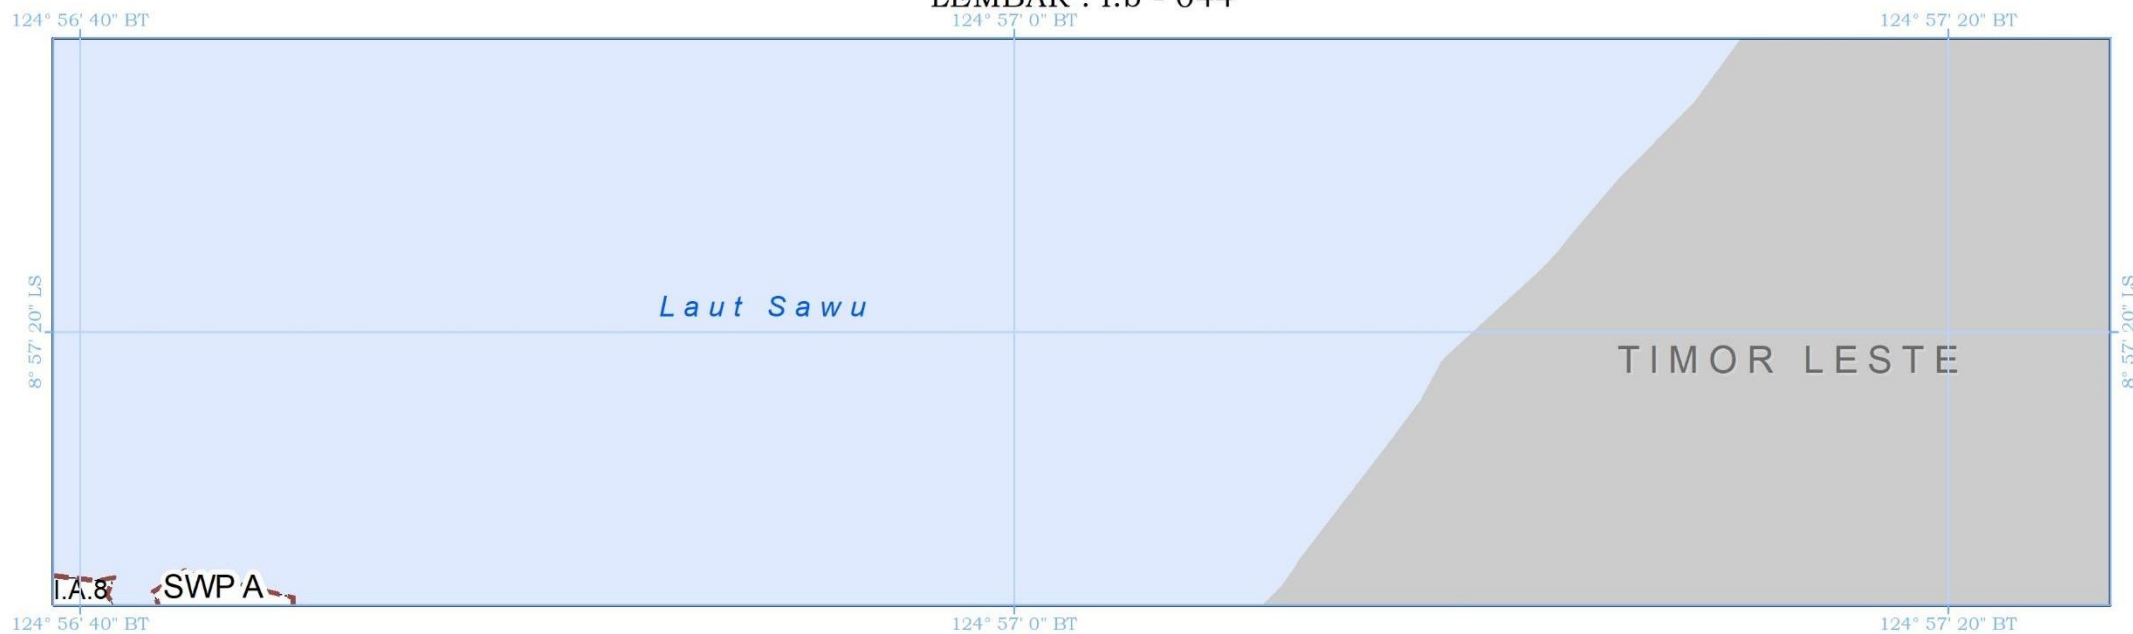 124° 56' 40" BT
124° 57' 0" BT
124° 57' 20" BT
8° 57' 20" LS
Laut Sawu
8° 57' 20" LS
TIMOR LESTE
I.A.8
SWP A
124° 56' 40" BT
124° 57' 0" BT
124° 57' 20" BT